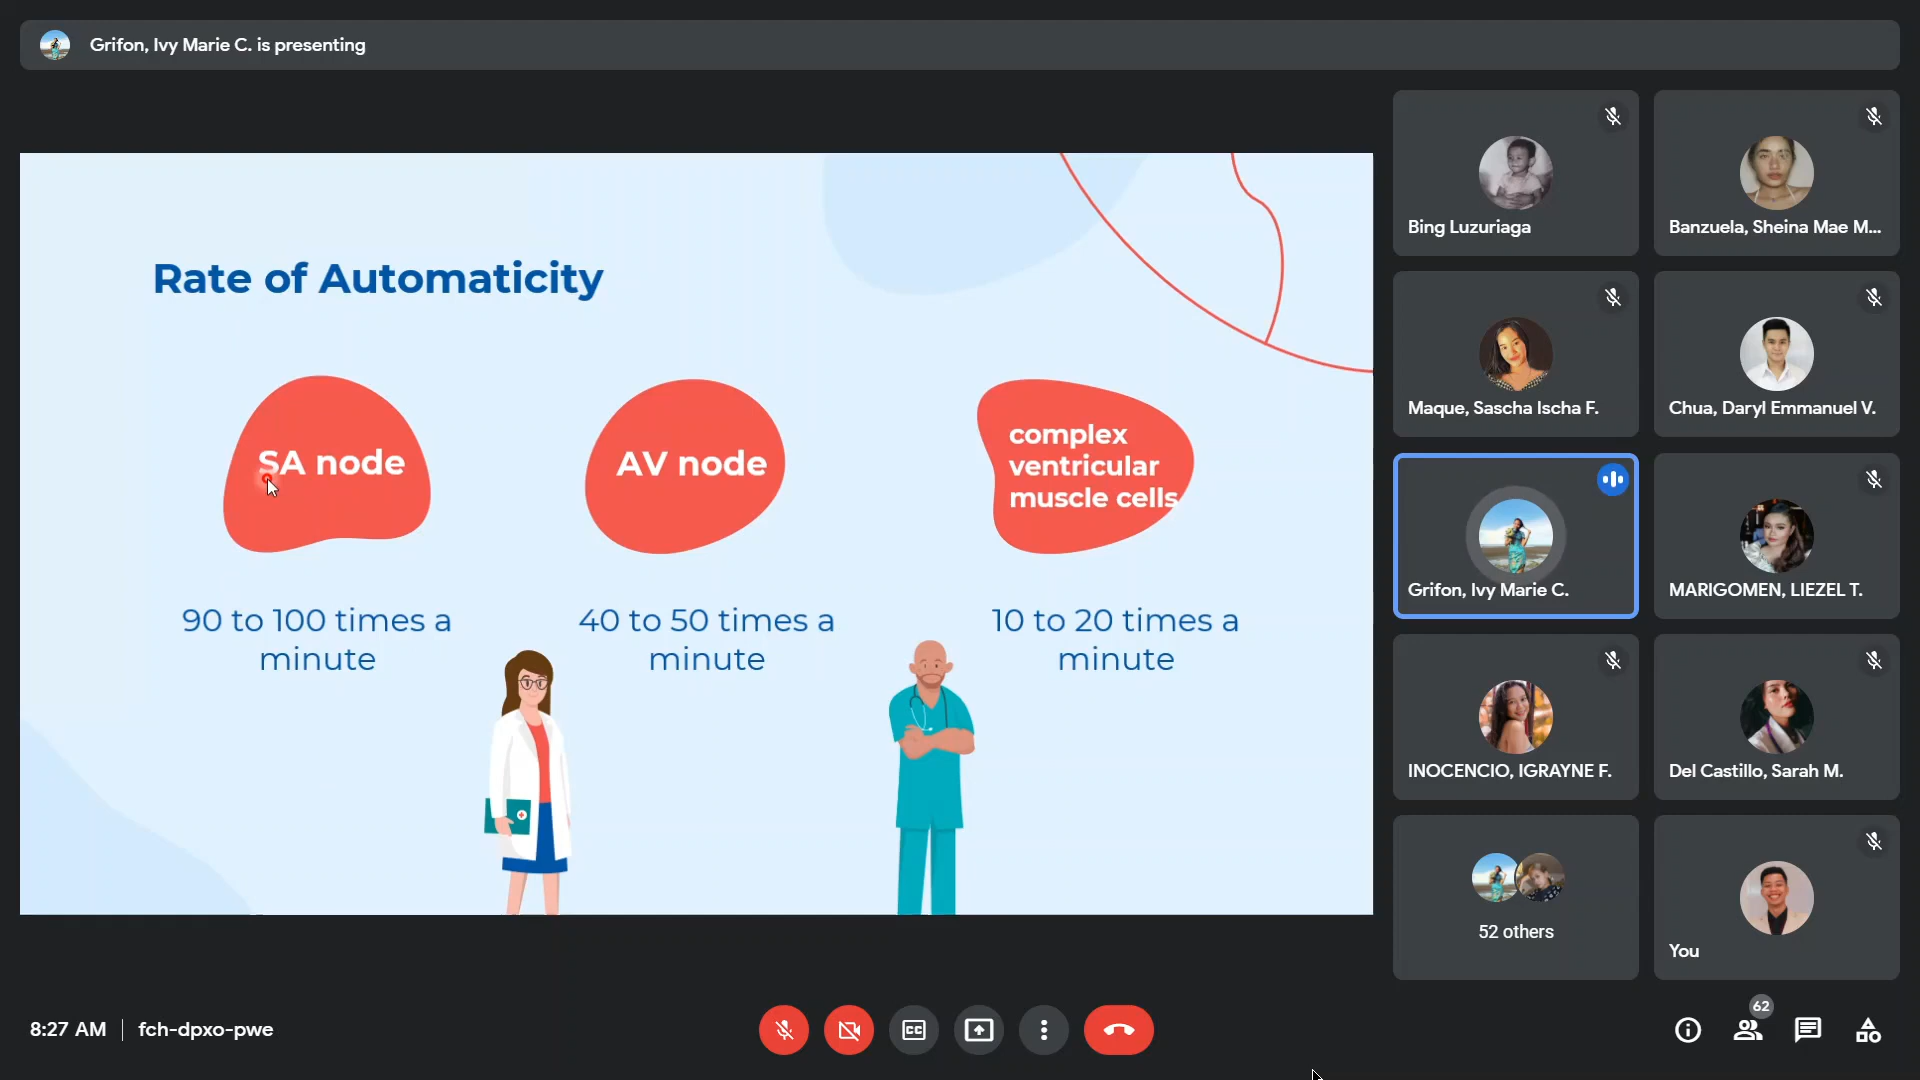 Grifon, Ivy Marie C. is presenting
Rate of Automaticity
SA node
AV node
complex
ventricular
muscle cells
90 to 100 times a
minute
40 to 50 times a
minute
10 to 20 times a
minute
Bing Luzuriaga
Banzuela, Sheina Mae M...
Maque, Sascha Ischa F.
Chua, Daryl Emmanuel V.
Grifon, Ivy Marie C.
MARIGOMEN, LIEZEL T.
INOCENCIO, IGRAYNE F.
Del Castillo, Sarah M.
52 others
You
8:27 AM
fch-dpxo-pwe
CC
62